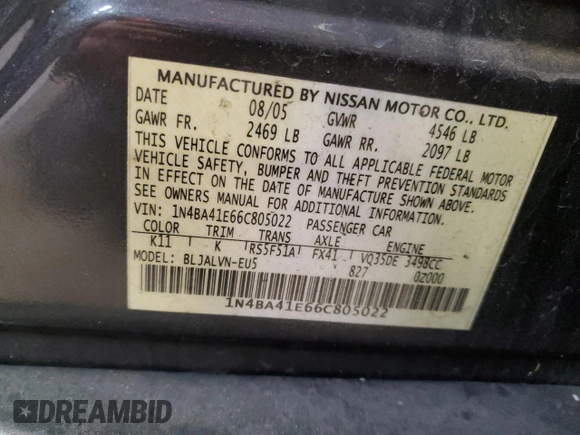 MANUFACTURED BY NISSAN MOTOR CO., LTD.
DATE 08/05 GVWR 4546 LB
GAWR FR. 2469 LB GAWR RR. 2097 LB
THIS VEHICLE CONFORMS TO ALL APPLICABLE FEDERAL MOTOR
VEHICLE SAFETY, BUMPER AND THEFT PREVENTION STANDARDS
IN EFFECT ON THE DATE OF MANUFACTURE SHOWN ABOVE.
SEE OWNERS MANUAL FOR ADDITIONAL INFORMATION.
VIN: 1N4BA41E66C805022 PASSENGER CAR
COLOR TRIM TRANS AXLE ENGINE
K11 K RS5F51A FX41 VQ35DE 3498CC
MODEL: BLJALVN-EU5 827 0Z000
1N4BA41E66C805022
DREAMBID